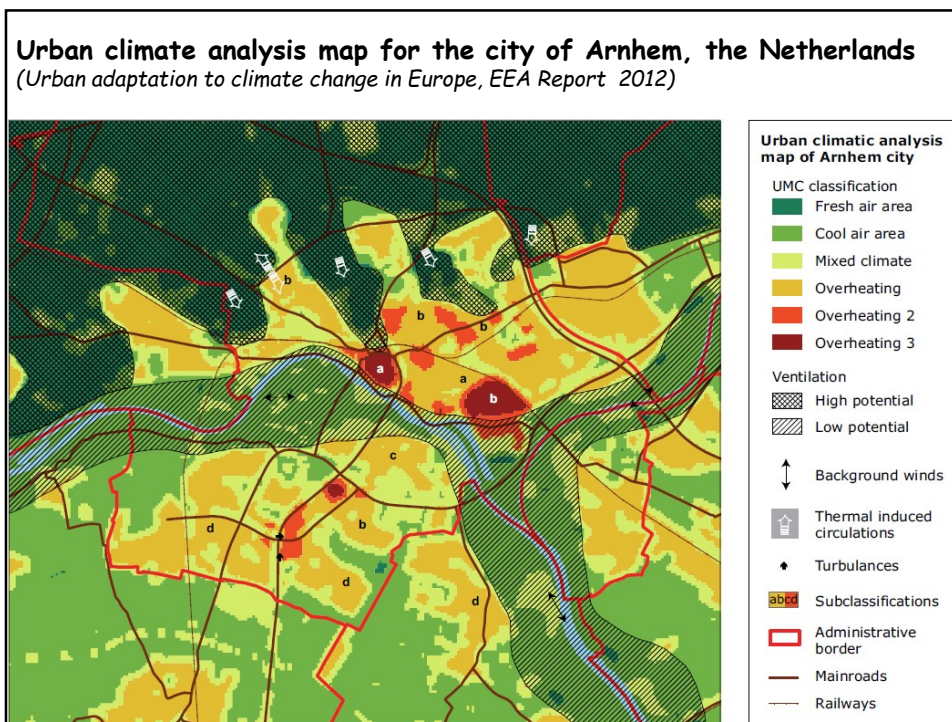 Urban climate analysis map for the city of Arnhem, the Netherlands
(Urban adaptation to climate change in Europe, EEA Report 2012)
b
b
b
a
a
b
c
d
b
d
d
Urban climatic analysis
map of Arnhem city
UMC classification
Fresh air area
Cool air area
Mixed climate
Overheating
Overheating 2
Overheating 3
Ventilation
High potential
Low potential
Background winds
Thermal induced
circulations
Turbulances
abcd Subclassifications
Administrative
border
Mainroads
Railways